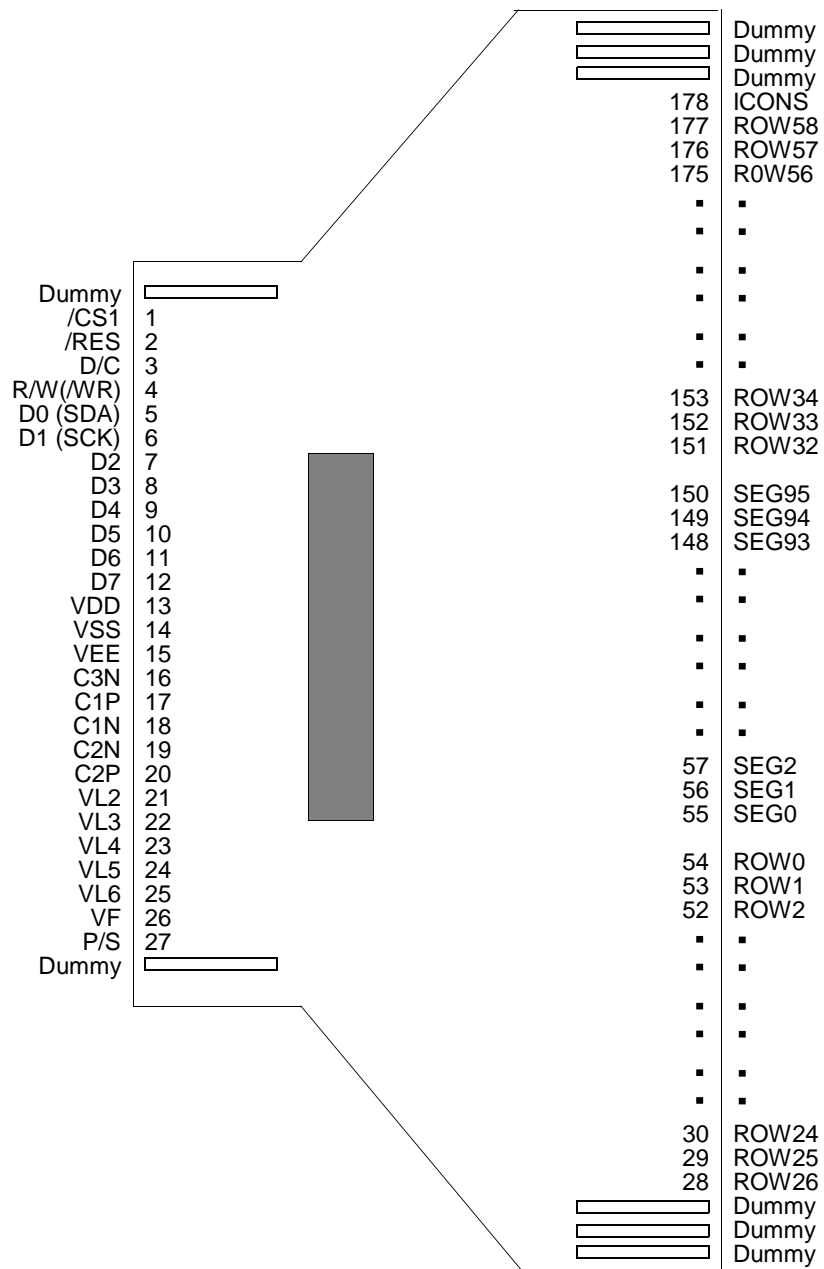 Dummy
Dummy
Dummy
178 ICONS
177 ROW58
176 ROW57
175 R0W56
153 ROW34
152 ROW33
151 ROW32
150 SEG95
149 SEG94
148 SEG93
57 SEG2
56 SEG1
55 SEG0
54 ROW0
53 ROW1
52 ROW2
30 ROW24
29 ROW25
28 ROW26
Dummy
Dummy
Dummy
Dummy
/CS1 1
/RES 2
D/C 3
R/W(/WR) 4
D0 (SDA) 5
D1 (SCK) 6
D2 7
D3 8
D4 9
D5 10
D6 11
D7 12
VDD 13
VSS 14
VEE 15
C3N 16
C1P 17
C1N 18
C2N 19
C2P 20
VL2 21
VL3 22
VL4 23
VL5 24
VL6 25
VF 26
P/S 27
Dummy